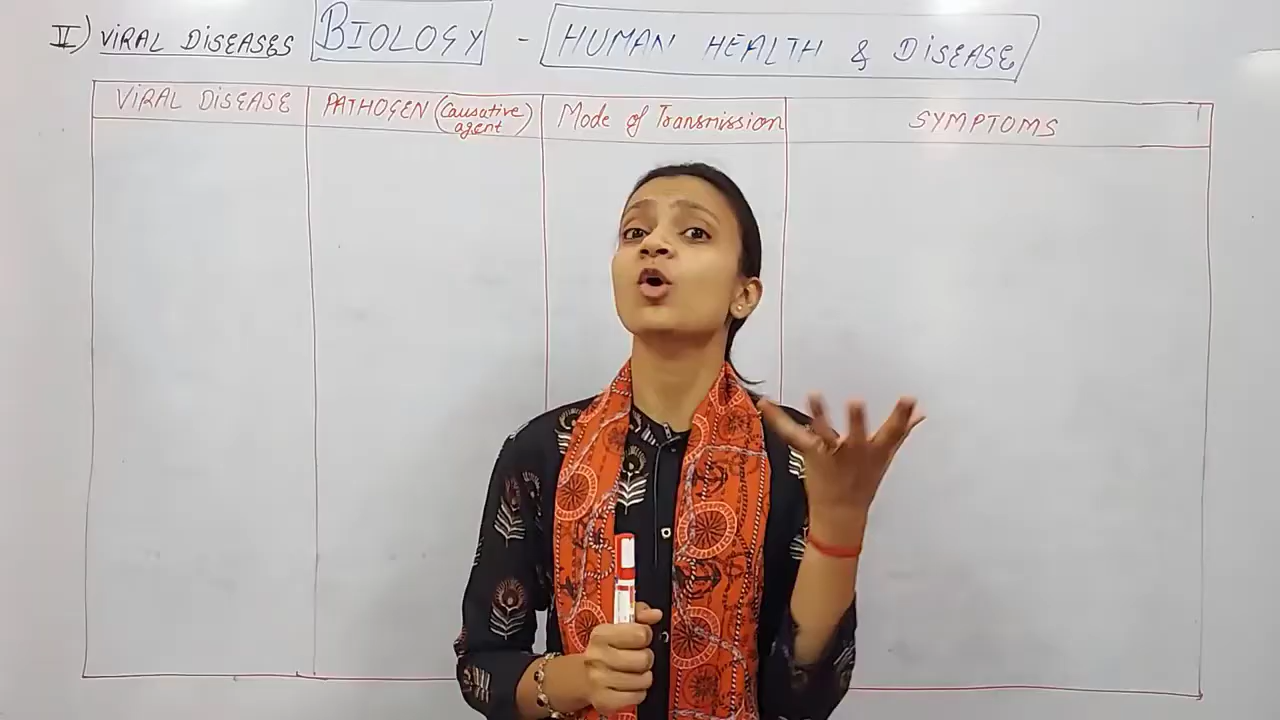 II) VIRAL DISEASES BIOLOGY - HUMAN HEALTH & DISEASE
VIRAL DISEASE PATHOGEN (Causative agent) Mode of Transmission SYMPTOMS